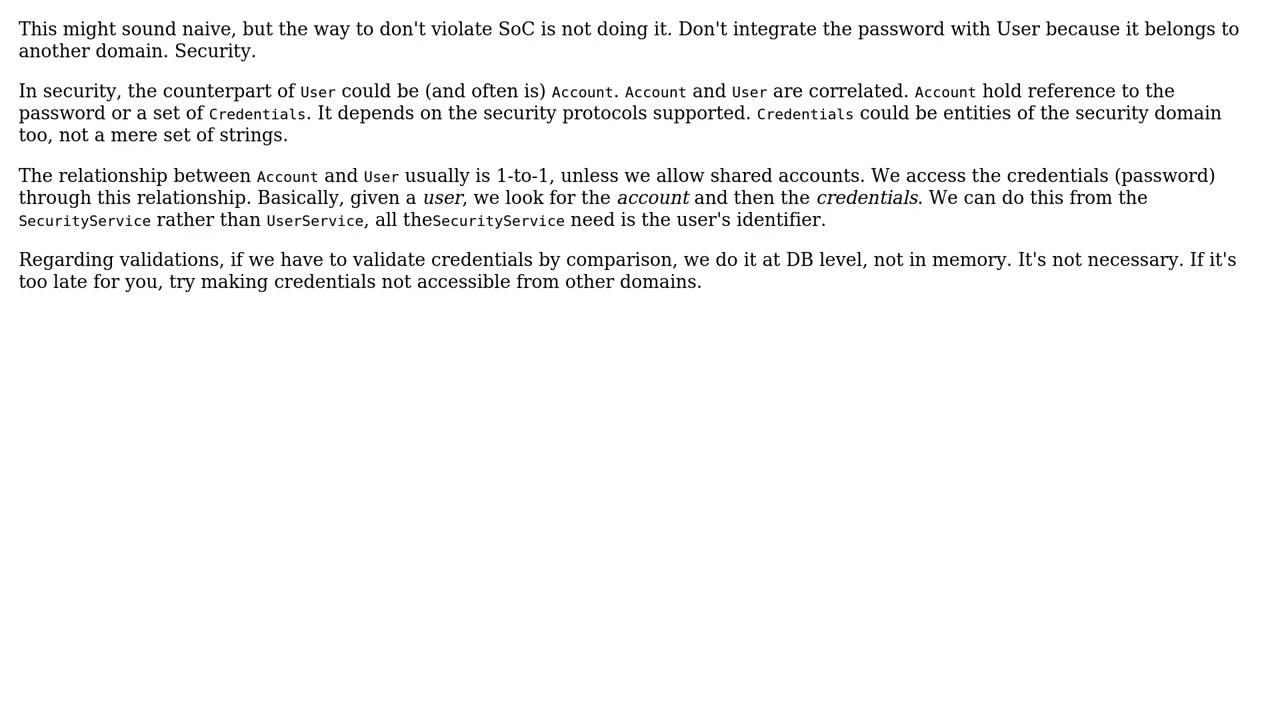 This might sound naive, but the way to don't violate SoC is not doing it. Don't integrate the password with User because it belongs to
another domain. Security.
In security, the counterpart of User could be (and often is) Account. Account and User are correlated. Account hold reference to the
password or a set of Credentials. It depends on the security protocols supported. Credentials could be entities of the security domain
too, not a mere set of strings.
The relationship between Account and User usually is 1-to-1, unless we allow shared accounts. We access the credentials (password)
through this relationship. Basically, given a user, we look for the account and then the credentials. We can do this from the
SecurityService rather than UserService, all theSecurityService need is the user's identifier.
Regarding validations, if we have to validate credentials by comparison, we do it at DB level, not in memory. It's not necessary. If it's
too late for you, try making credentials not accessible from other domains.